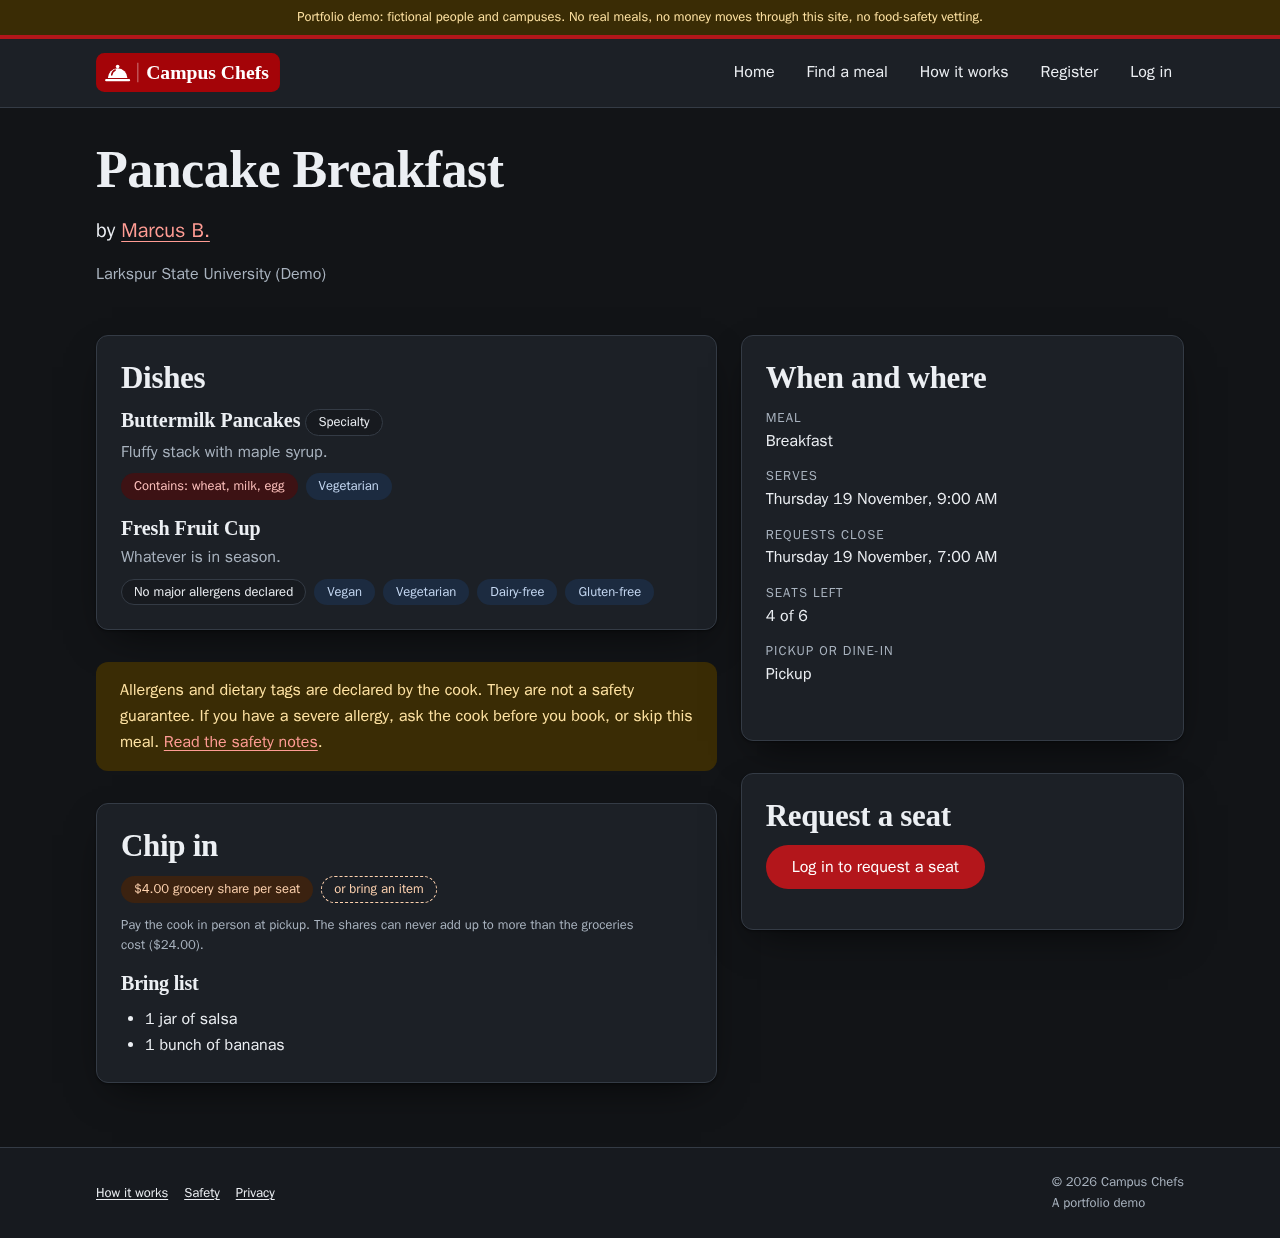 Portfolio demo: fictional people and campuses. No real meals, no money moves through this site, no food-safety vetting.
Campus Chefs
Home Find a meal How it works Register Log in
Pancake Breakfast
by Marcus B.
Larkspur State University (Demo)
Dishes
Buttermilk Pancakes Specialty
Fluffy stack with maple syrup.
Contains: wheat, milk, egg Vegetarian
Fresh Fruit Cup
Whatever is in season.
No major allergens declared Vegan Vegetarian Dairy-free Gluten-free
Allergens and dietary tags are declared by the cook. They are not a safety
guarantee. If you have a severe allergy, ask the cook before you book, or skip this
meal. Read the safety notes.
Chip in
$4.00 grocery share per seat or bring an item
Pay the cook in person at pickup. The shares can never add up to more than the groceries
cost ($24.00).
Bring list
• 1 jar of salsa
• 1 bunch of bananas
When and where
MEAL
Breakfast
SERVES
Thursday 19 November, 9:00 AM
REQUESTS CLOSE
Thursday 19 November, 7:00 AM
SEATS LEFT
4 of 6
PICKUP OR DINE-IN
Pickup
Request a seat
Log in to request a seat
How it works Safety Privacy
© 2026 Campus Chefs
A portfolio demo